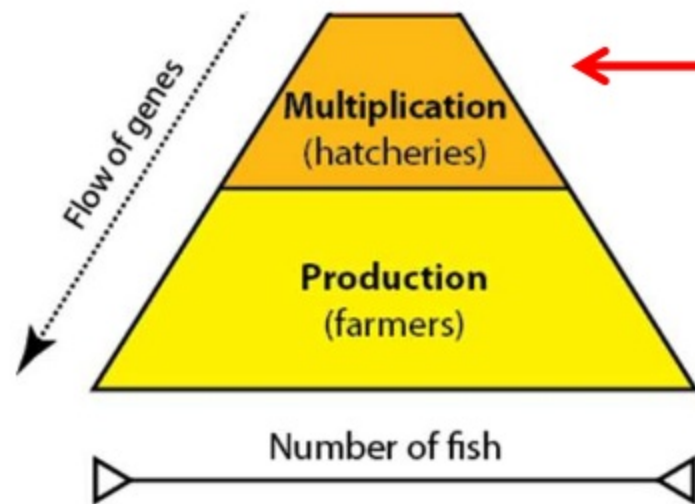 Flow of genes
Multiplication
(hatcheries)
Production
(farmers)
Number of fish